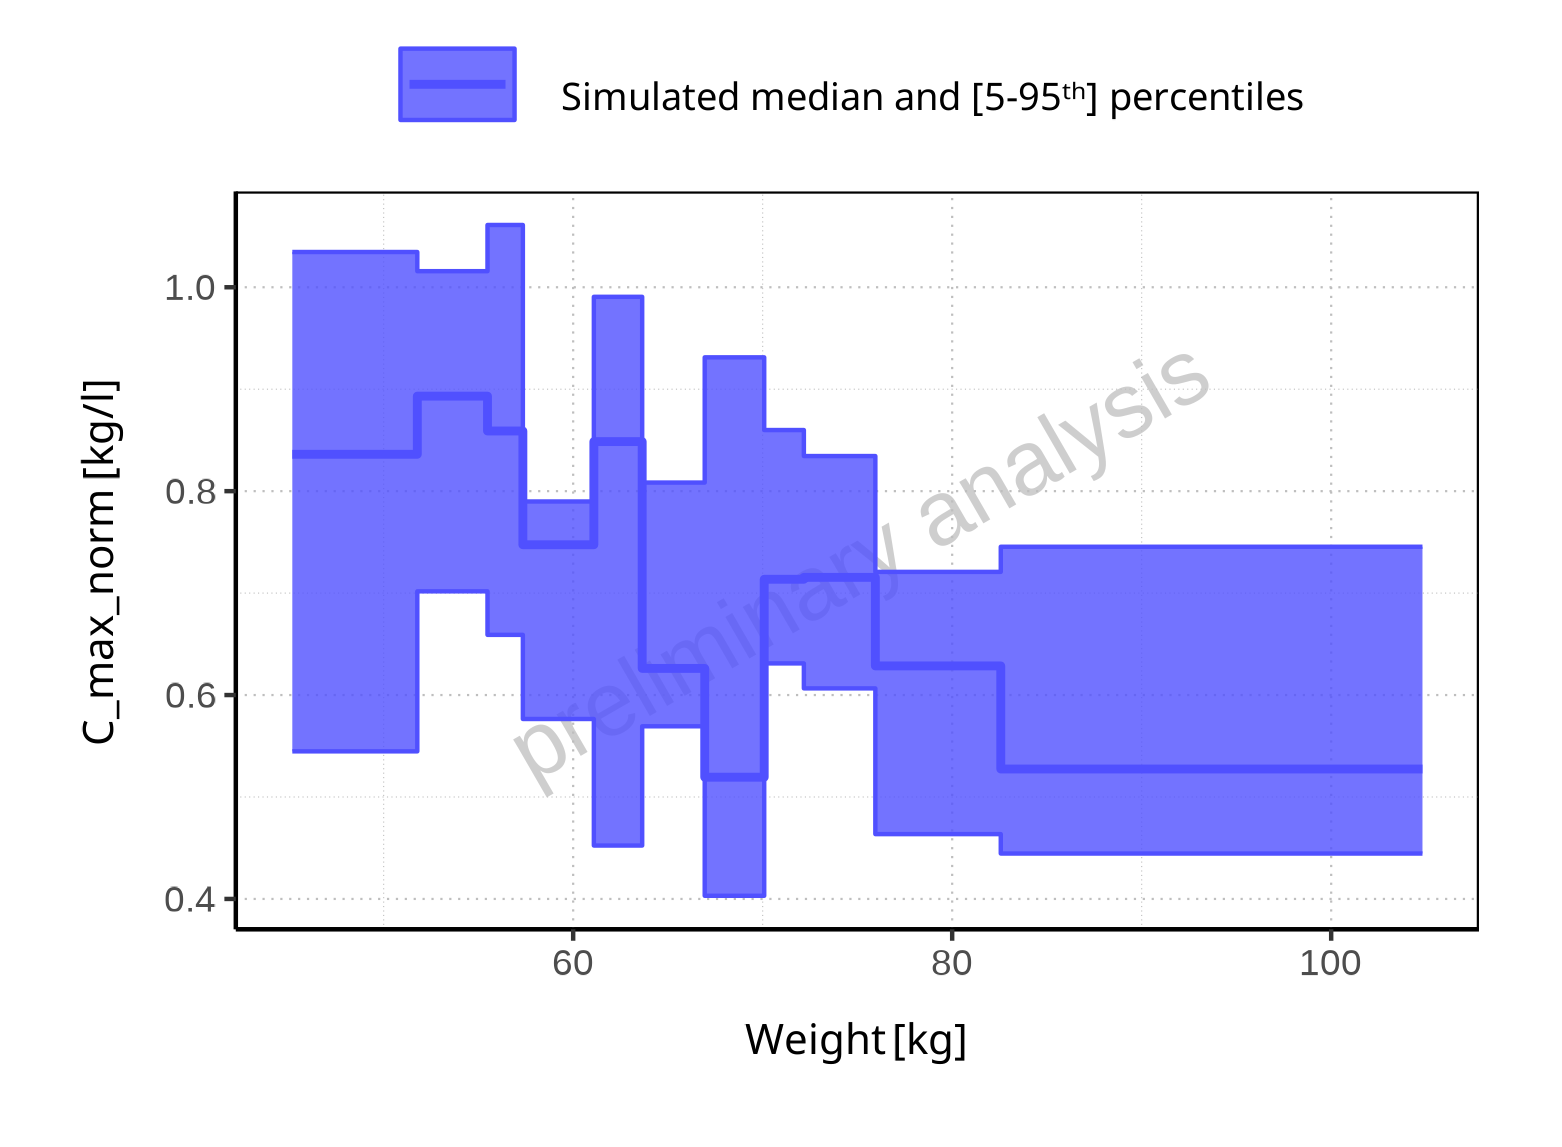 Simulated median and [5-95ᵗʰ] percentiles
C_max_norm [kg/l]
1.0
0.8
0.6
0.4
preliminary analysis
60 80 100
Weight [kg]